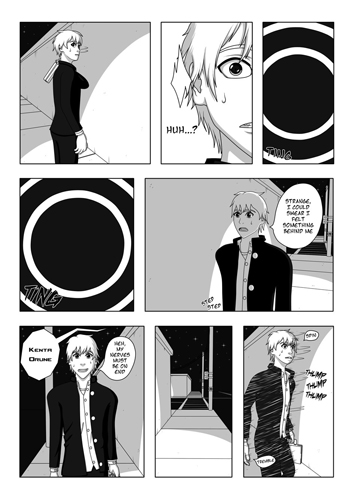 HUH...?
TING
TING
STRANGE,
I COULD
SWEAR I
FELT
SOMETHING
BEHIND ME
STEP
STEP
KENTA
ORUNE
HEH, MY
NERVES
MUST BE
ON END
SPIN
THUMP
THUMP
THUMP
TREMBLE